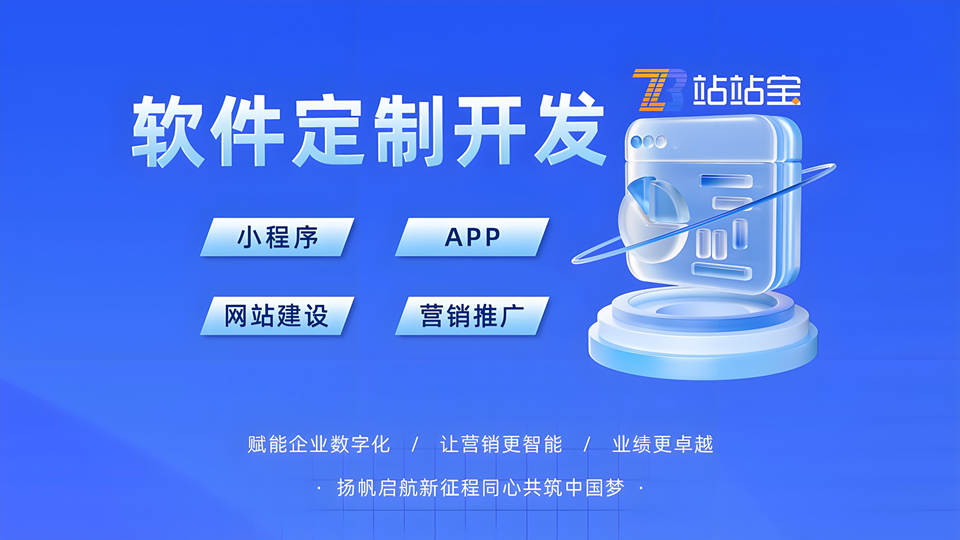 软件定制开发
ZB 站站宝
小程序
APP
网站建设
营销推广
赋能企业数字化 / 让营销更智能 / 业绩更卓越
· 扬帆启航新征程同心共筑中国梦 ·